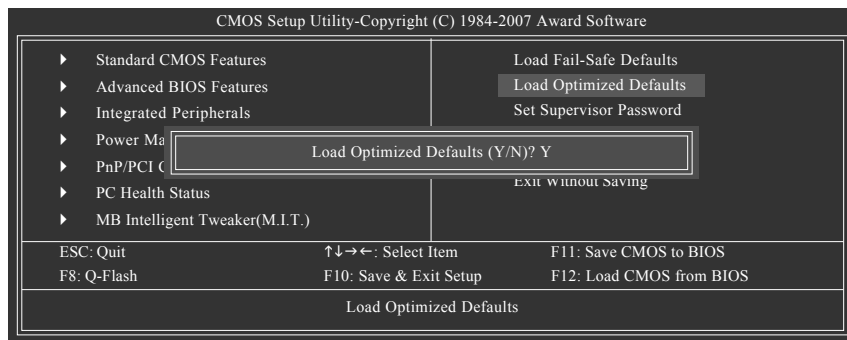 CMOS Setup Utility-Copyright (C) 1984-2007 Award Software
Standard CMOS Features
Advanced BIOS Features
Integrated Peripherals
Power Ma
PnP/PCI
PC Health Status
MB Intelligent Tweaker(M.I.T.)
Load Fail-Safe Defaults
Load Optimized Defaults
Set Supervisor Password
Exit Without Saving
Load Optimized Defaults (Y/N)? Y
ESC: Quit ↑↓→←: Select Item F11: Save CMOS to BIOS
F8: Q-Flash F10: Save & Exit Setup F12: Load CMOS from BIOS
Load Optimized Defaults